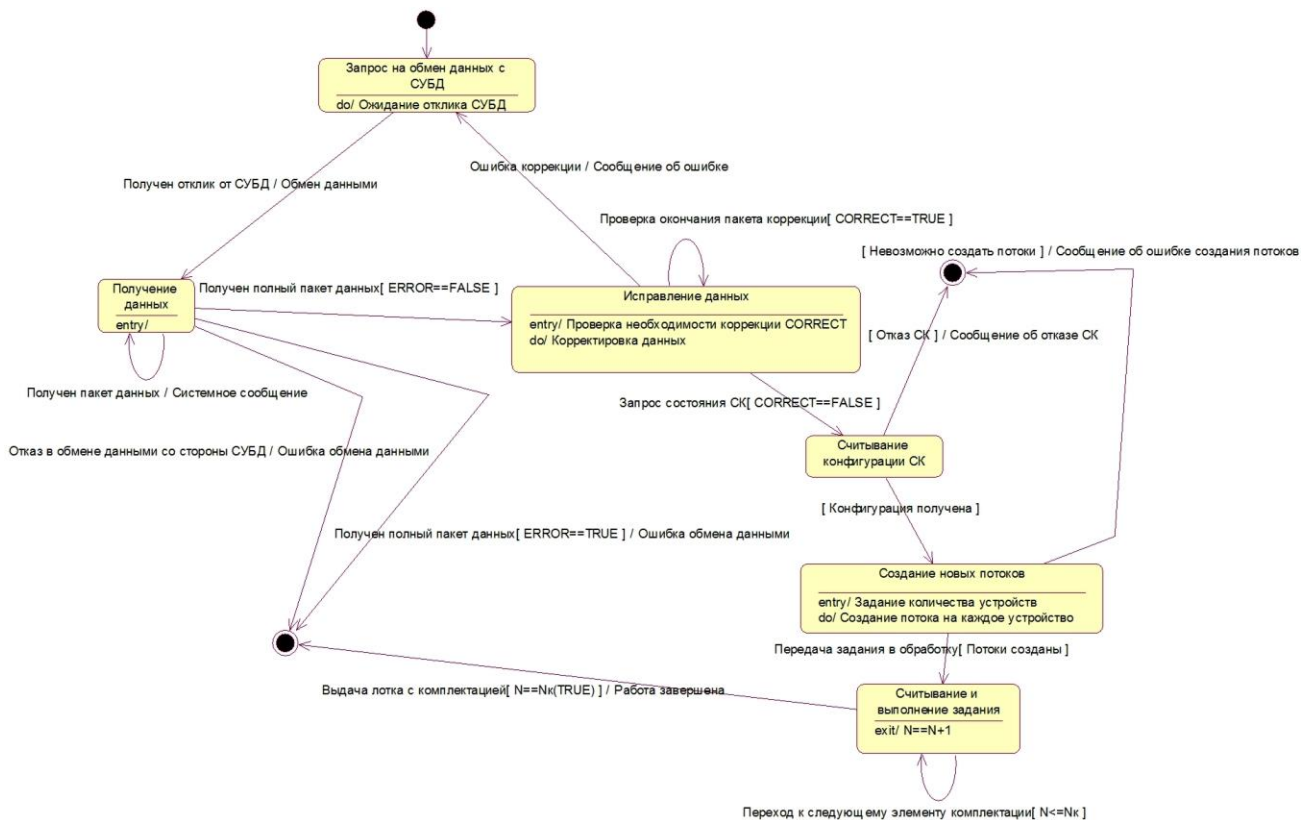 Запрос на обмен данных с
СУБД
do/ Ожидание отклика СУБД
Ошибка коррекции / Сообщение об ошибке
Получен отклик от СУБД / Обмен данными
Проверка окончания пакета коррекции[ CORRECT==TRUE ]
[ Невозможно создать потоки ] / Сообщение об ошибке создания потоков
Получение
данных
entry/
Получен полный пакет данных[ ERROR==FALSE ]
Исправление данных
entry/ Проверка необходимости коррекции CORRECT
do/ Корректировка данных
[ Отказ СК ] / Сообщение об отказе СК
Получен пакет данных / Системное сообщение
Запрос состояния СК[ CORRECT==FALSE ]
Считывание
конфигурации СК
Отказ в обмене данными со стороны СУБД / Ошибка обмена данными
[ Конфигурация получена ]
Получен полный пакет данных[ ERROR==TRUE ] / Ошибка обмена данными
Создание новых потоков
entry/ Задание количества устройств
do/ Создание потока на каждое устройство
Передача задания в обработку[ Потоки созданы ]
Выдача лотка с комплектацией[ N==Nк(TRUE) ] / Работа завершена
Считывание и
выполнение задания
exit/ N==N+1
Переход к следующему элементу комплектации[ N<=Nк ]